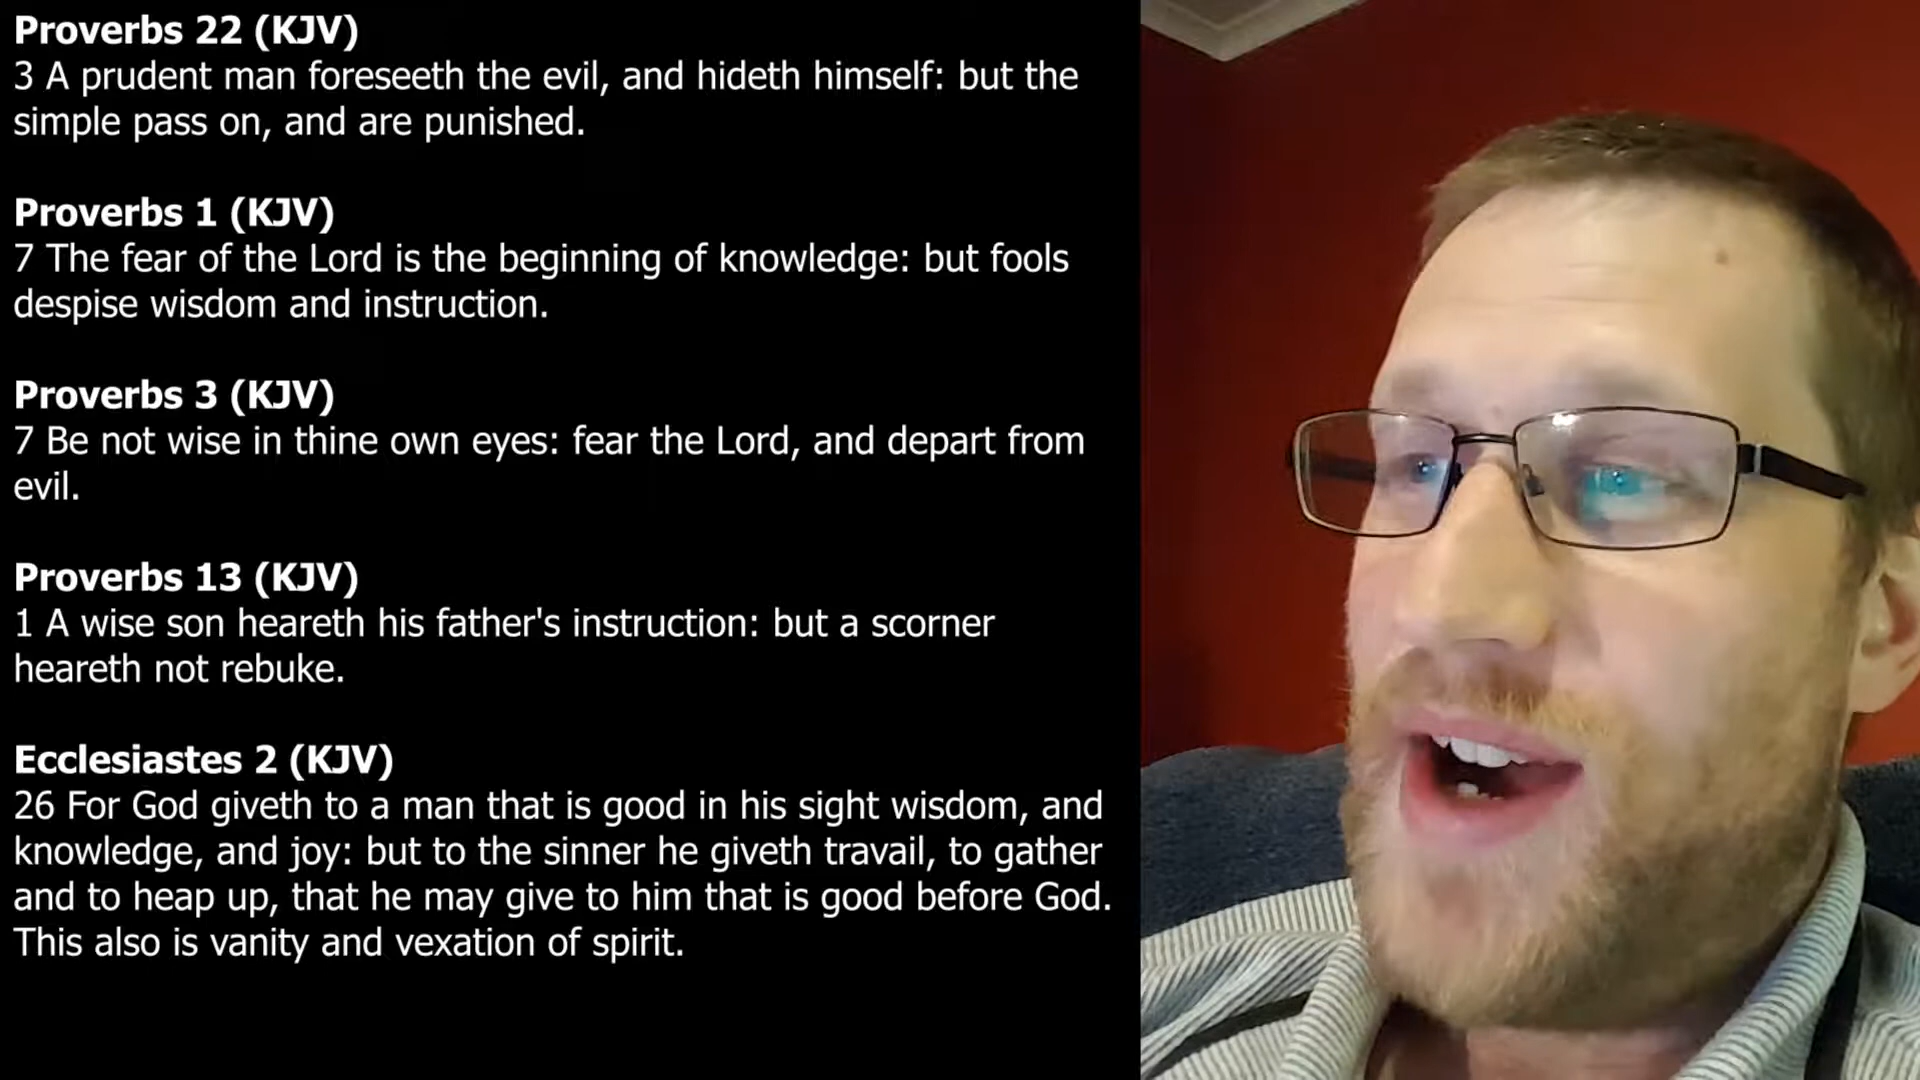 Proverbs 22 (KJV)
3 A prudent man foreseeth the evil, and hideth himself: but the
simple pass on, and are punished.
Proverbs 1 (KJV)
7 The fear of the Lord is the beginning of knowledge: but fools
despise wisdom and instruction.
Proverbs 3 (KJV)
7 Be not wise in thine own eyes: fear the Lord, and depart from
evil.
Proverbs 13 (KJV)
1 A wise son heareth his father's instruction: but a scorner
heareth not rebuke.
Ecclesiastes 2 (KJV)
26 For God giveth to a man that is good in his sight wisdom, and
knowledge, and joy: but to the sinner he giveth travail, to gather
and to heap up, that he may give to him that is good before God.
This also is vanity and vexation of spirit.